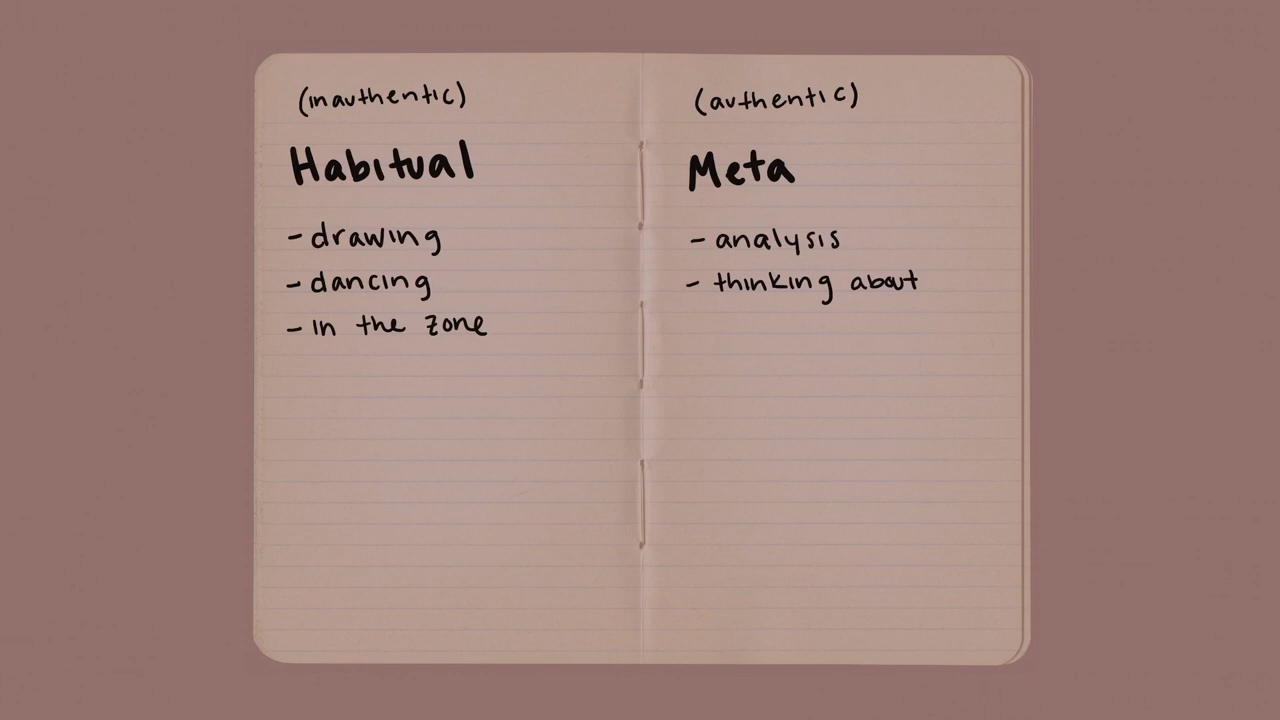 (inauthentic)
Habitual
- drawing
- dancing
- in the zone
(authentic)
Meta
- analysis
- thinking about